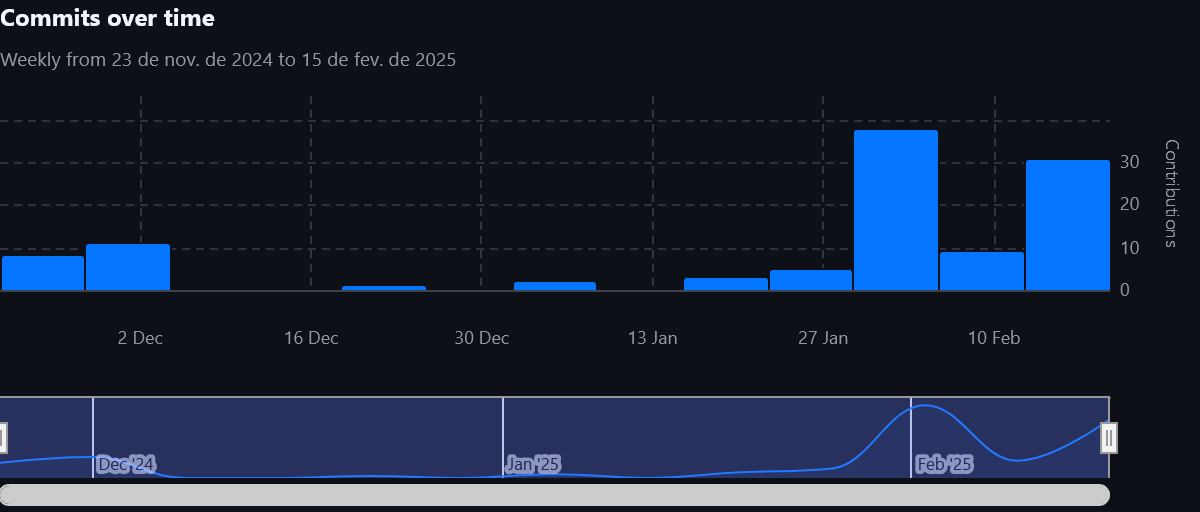 Commits over time
Weekly from 23 de nov. de 2024 to 15 de fev. de 2025
30
20
10
0
Contributions
2 Dec
16 Dec
30 Dec
13 Jan
27 Jan
10 Feb
Dec '24
Jan '25
Feb '25